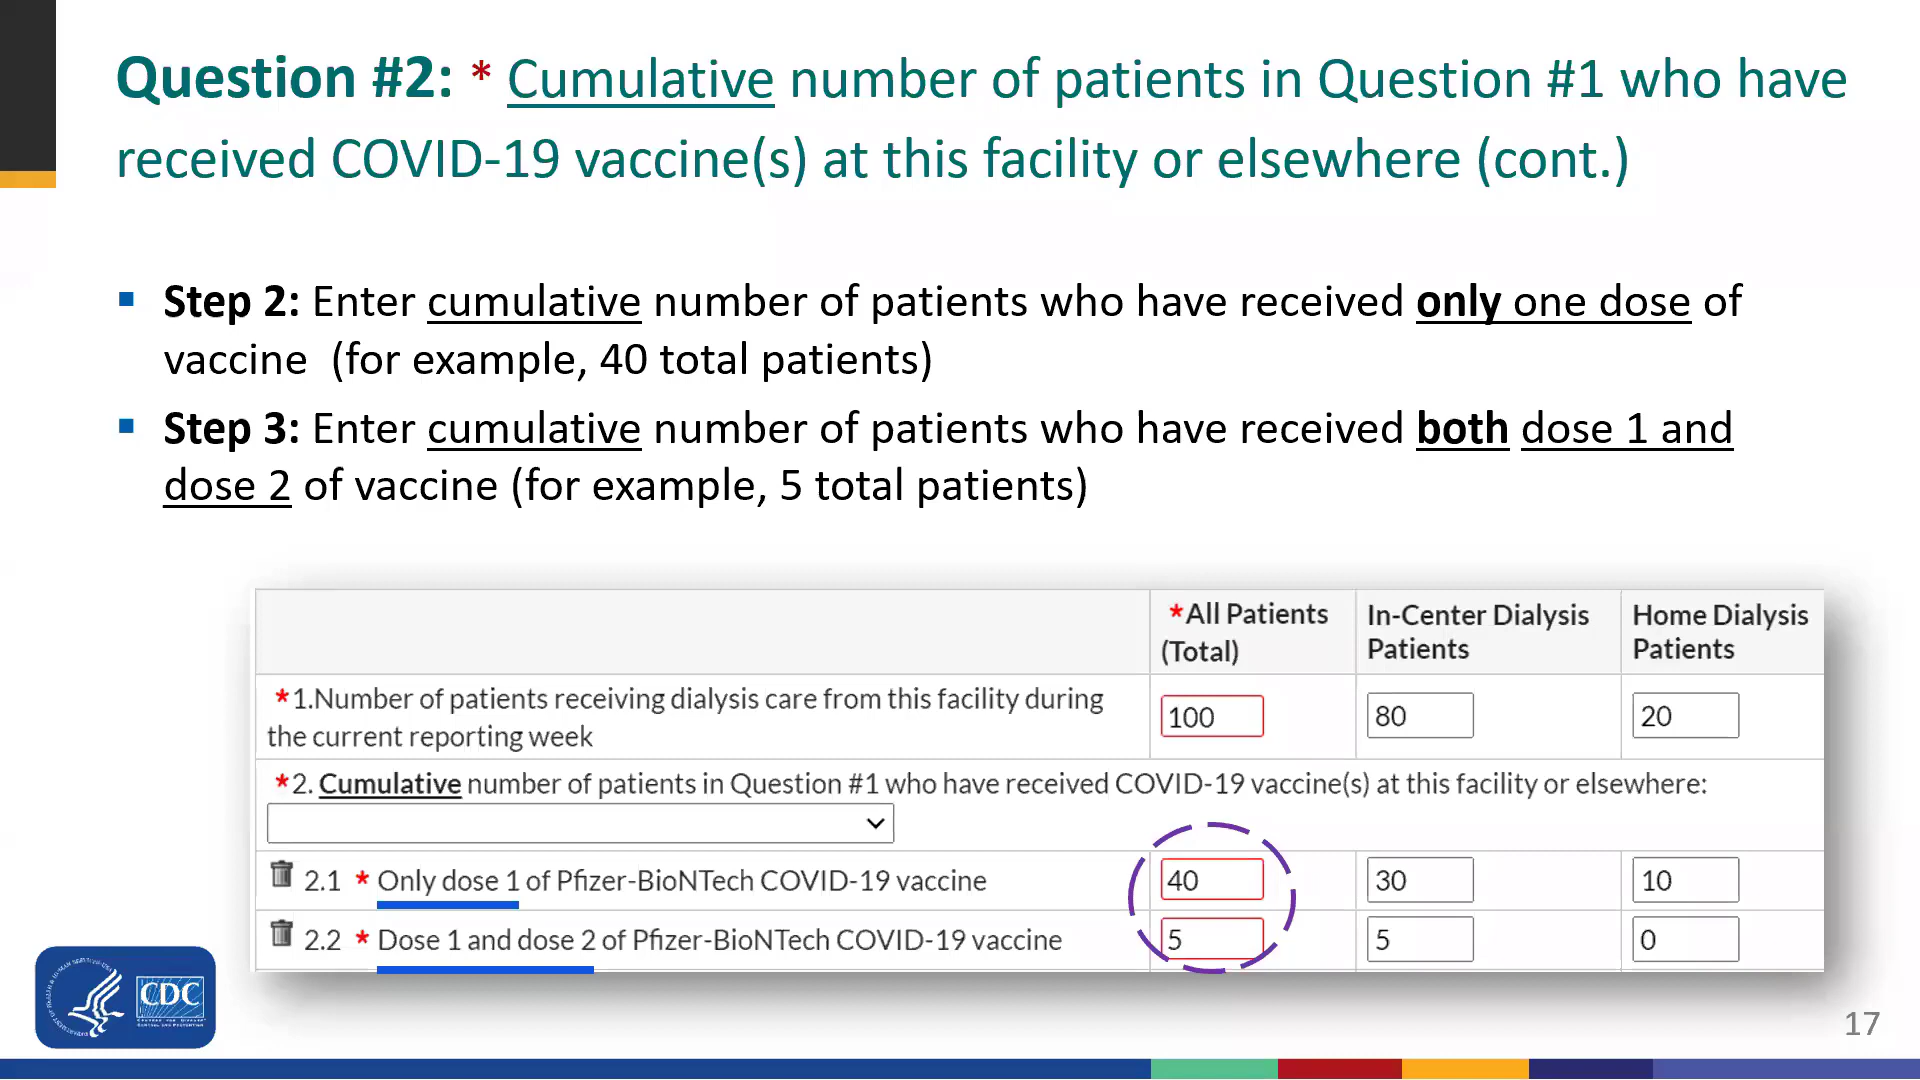 Question #2: * Cumulative number of patients in Question #1 who have
received COVID-19 vaccine(s) at this facility or elsewhere (cont.)
▪ Step 2: Enter cumulative number of patients who have received only one dose of
vaccine (for example, 40 total patients)
▪ Step 3: Enter cumulative number of patients who have received both dose 1 and
dose 2 of vaccine (for example, 5 total patients)
*All Patients (Total)
In-Center Dialysis Patients
Home Dialysis Patients
*1.Number of patients receiving dialysis care from this facility during
the current reporting week
100
80
20
*2. Cumulative number of patients in Question #1 who have received COVID-19 vaccine(s) at this facility or elsewhere:
2.1 * Only dose 1 of Pfizer-BioNTech COVID-19 vaccine
40
30
10
2.2 * Dose 1 and dose 2 of Pfizer-BioNTech COVID-19 vaccine
5
5
0
CDC
17